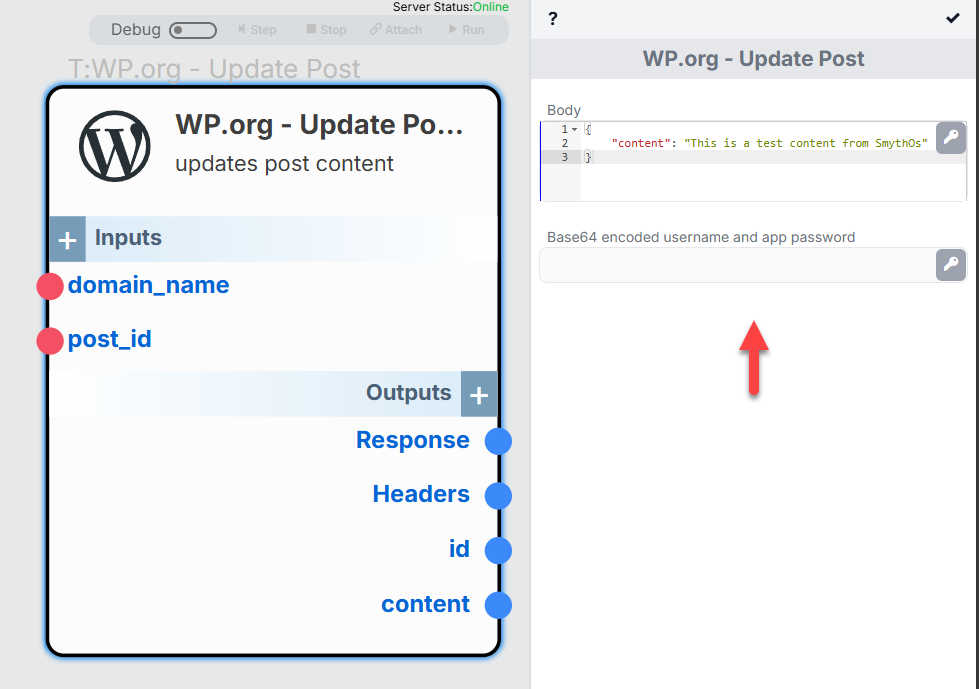 Server Status:Online
Debug Step Stop Attach Run
T:WP.org - Update Post
WP.org - Update Po...
updates post content
+ Inputs
domain_name
post_id
Outputs +
Response
Headers
id
content
?
WP.org - Update Post
Body
1 {
2 "content": "This is a test content from SmythOs"
3 }
Base64 encoded username and app password